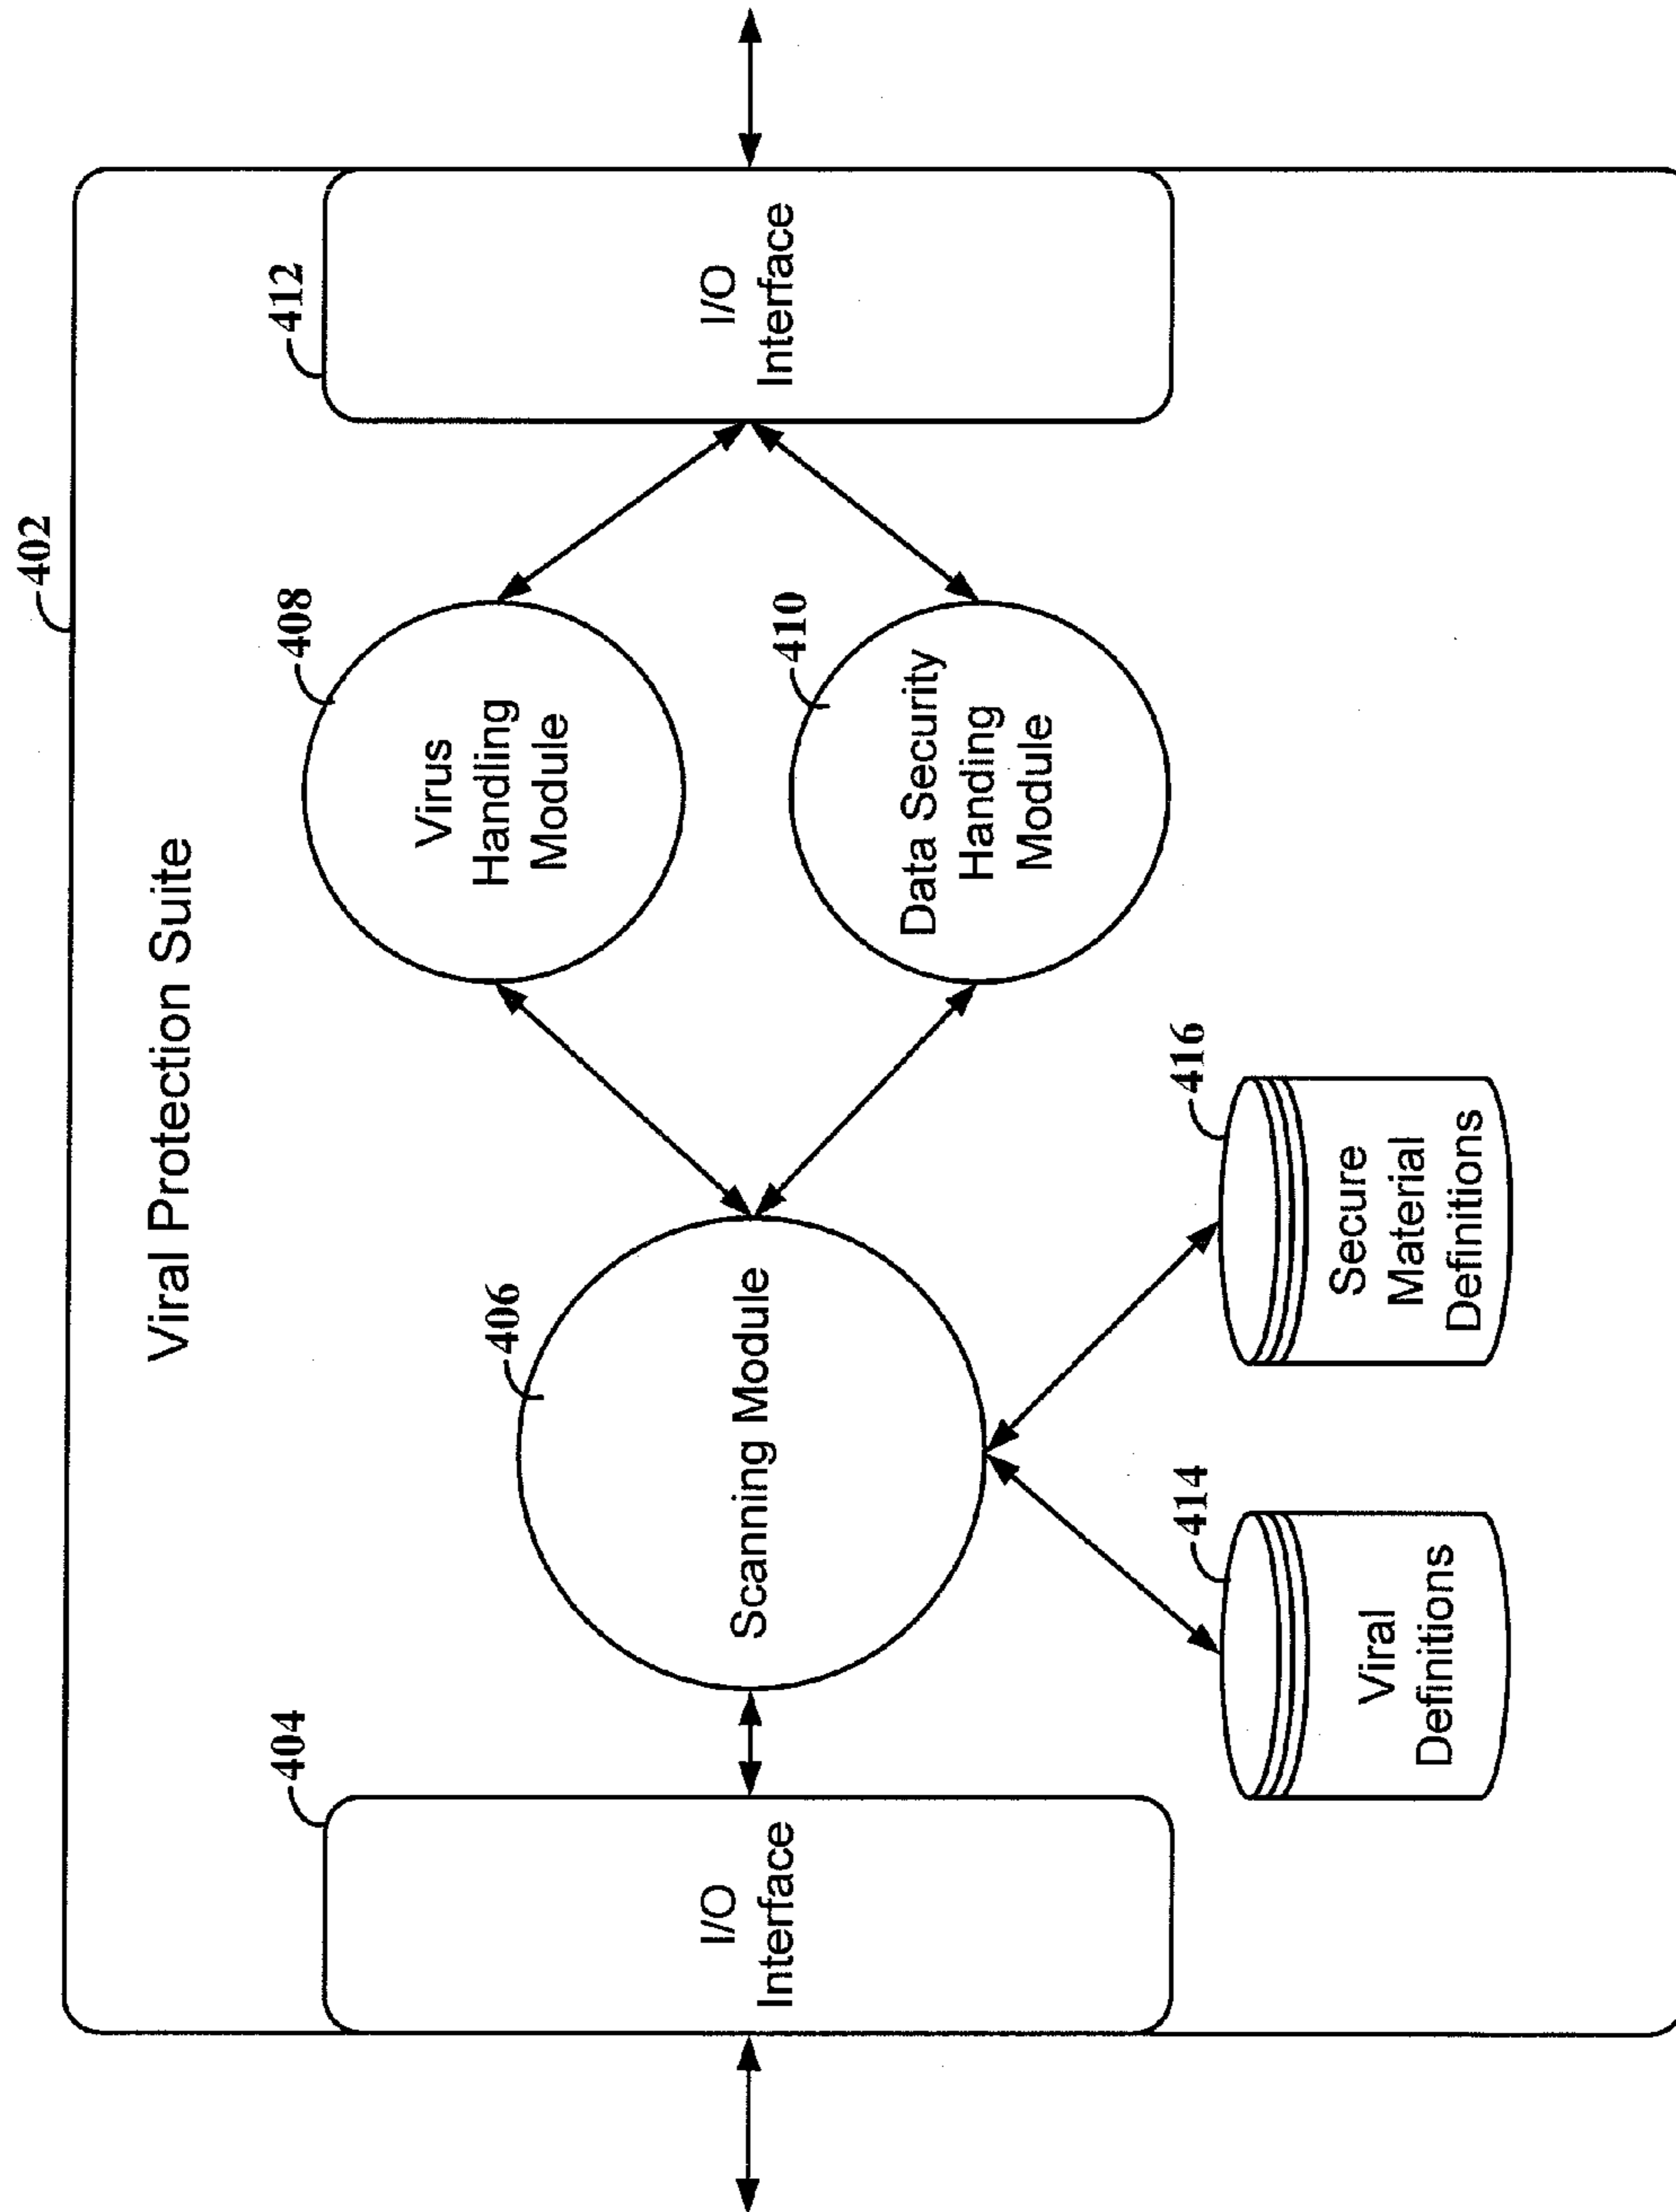 402
Viral Protection Suite
404
I/O
Interface
406
Scanning Module
408
Virus
Handling
Module
410
Data Security
Handing
Module
412
I/O
Interface
414
Viral
Definitions
416
Secure
Material
Definitions